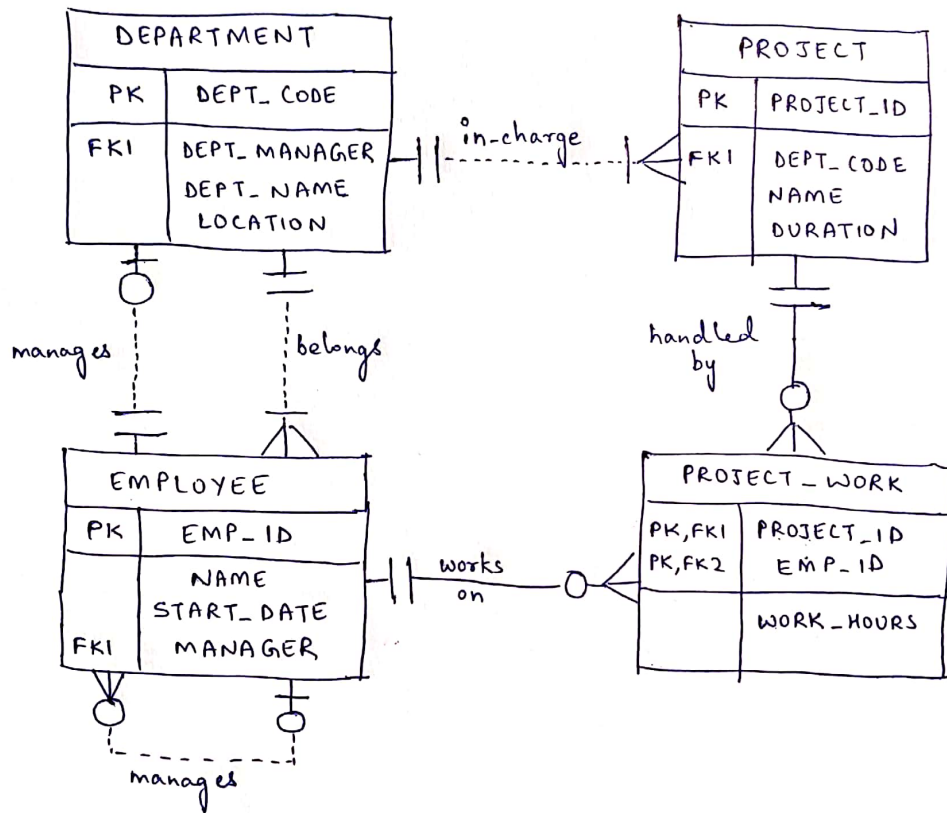 DEPARTMENT
PK DEPT_CODE
FK1 DEPT_MANAGER
DEPT_NAME
LOCATION
in-charge
PROJECT
PK PROJECT_ID
FK1 DEPT_CODE
NAME
DURATION
manages
belongs
handled
by
EMPLOYEE
PK EMP_ID
NAME
START_DATE
FK1 MANAGER
works
on
PROJECT_WORK
PK,FK1 PROJECT_ID
PK,FK2 EMP_ID
WORK_HOURS
manages